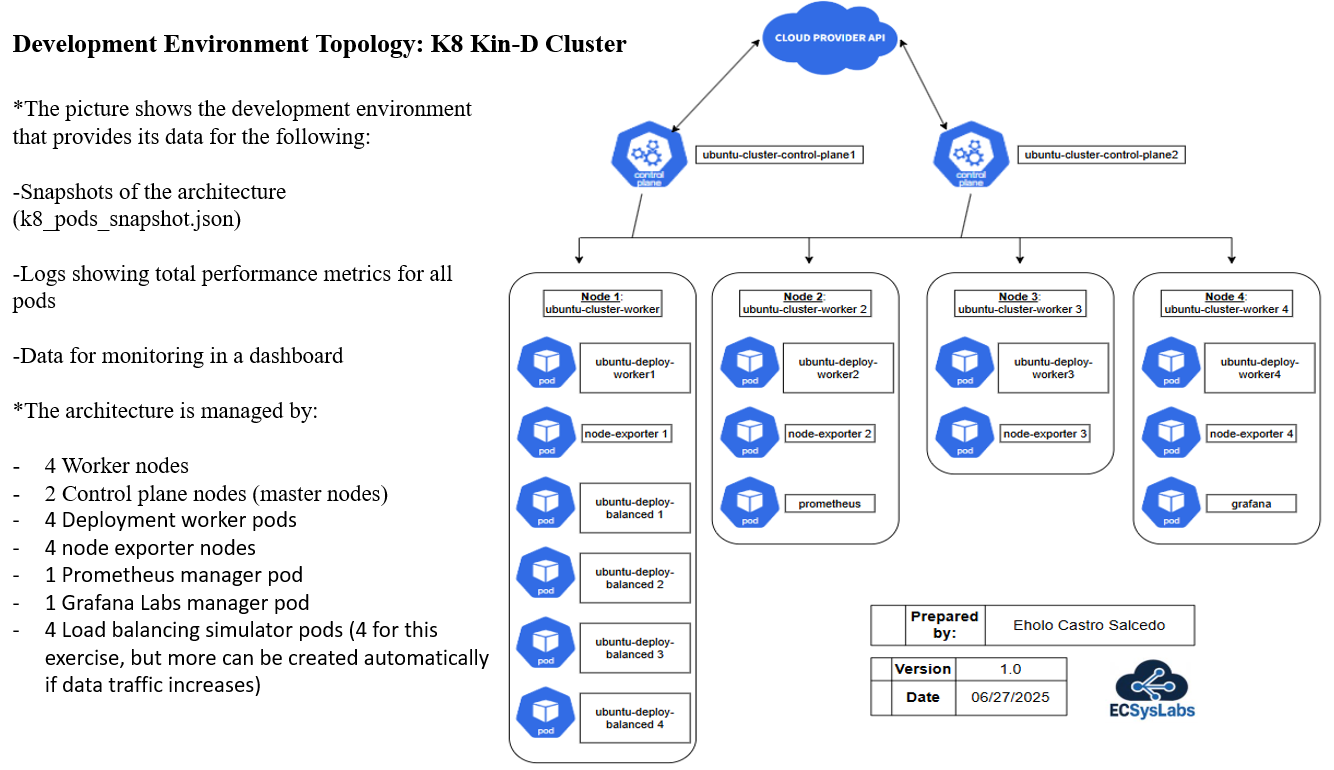 Development Environment Topology: K8 Kin-D Cluster
*The picture shows the development environment
that provides its data for the following:
-Snapshots of the architecture
(k8_pods_snapshot.json)
-Logs showing total performance metrics for all
pods
-Data for monitoring in a dashboard
*The architecture is managed by:
- 4 Worker nodes
- 2 Control plane nodes (master nodes)
- 4 Deployment worker pods
- 4 node exporter nodes
- 1 Prometheus manager pod
- 1 Grafana Labs manager pod
- 4 Load balancing simulator pods (4 for this
exercise, but more can be created automatically
if data traffic increases)
CLOUD PROVIDER API
control
plane
ubuntu-cluster-control-plane1
control
plane
ubuntu-cluster-control-plane2
Node 1:
ubuntu-cluster-worker
pod
ubuntu-deploy-
worker1
pod
node-exporter 1
pod
ubuntu-deploy-
balanced 1
pod
ubuntu-deploy-
balanced 2
pod
ubuntu-deploy-
balanced 3
pod
ubuntu-deploy-
balanced 4
Node 2:
ubuntu-cluster-worker 2
pod
ubuntu-deploy-
worker2
pod
node-exporter 2
pod
prometheus
Node 3:
ubuntu-cluster-worker 3
pod
ubuntu-deploy-
worker3
pod
node-exporter 3
Node 4:
ubuntu-cluster-worker 4
pod
ubuntu-deploy-
worker4
pod
node-exporter 4
pod
grafana
Prepared
by:
Eholo Castro Salcedo
Version 1.0
Date 06/27/2025
ECSysLabs